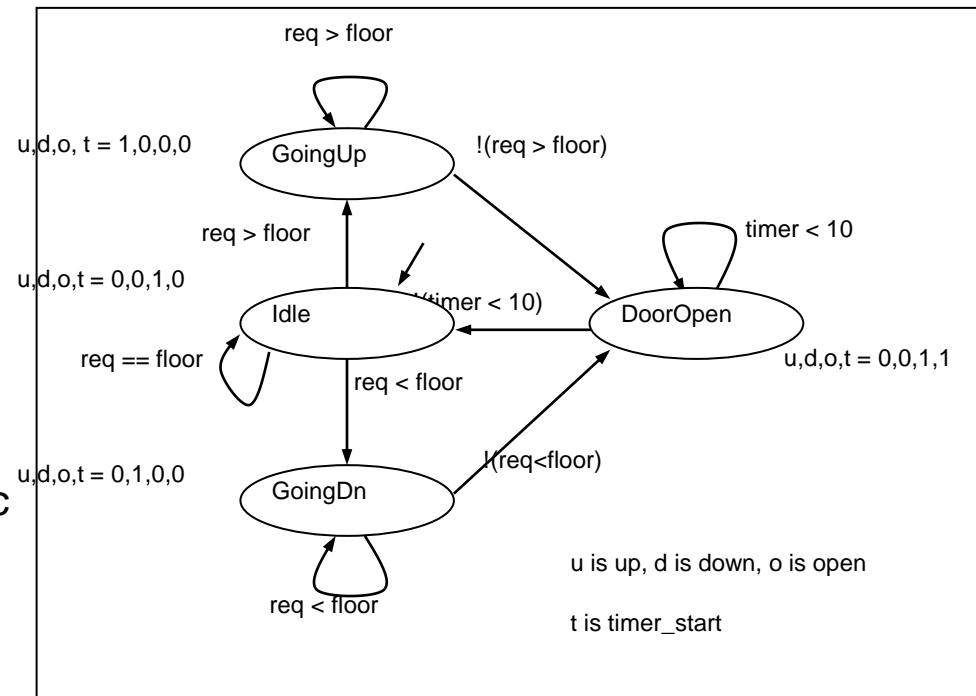 req > floor
u,d,o, t = 1,0,0,0
GoingUp
!(req > floor)
req > floor
timer < 10
u,d,o,t = 0,0,1,0
Idle
!(timer < 10)
DoorOpen
req == floor
u,d,o,t = 0,0,1,1
req < floor
u,d,o,t = 0,1,0,0
GoingDn
!(req<floor)
c
req < floor
u is up, d is down, o is open
t is timer_start